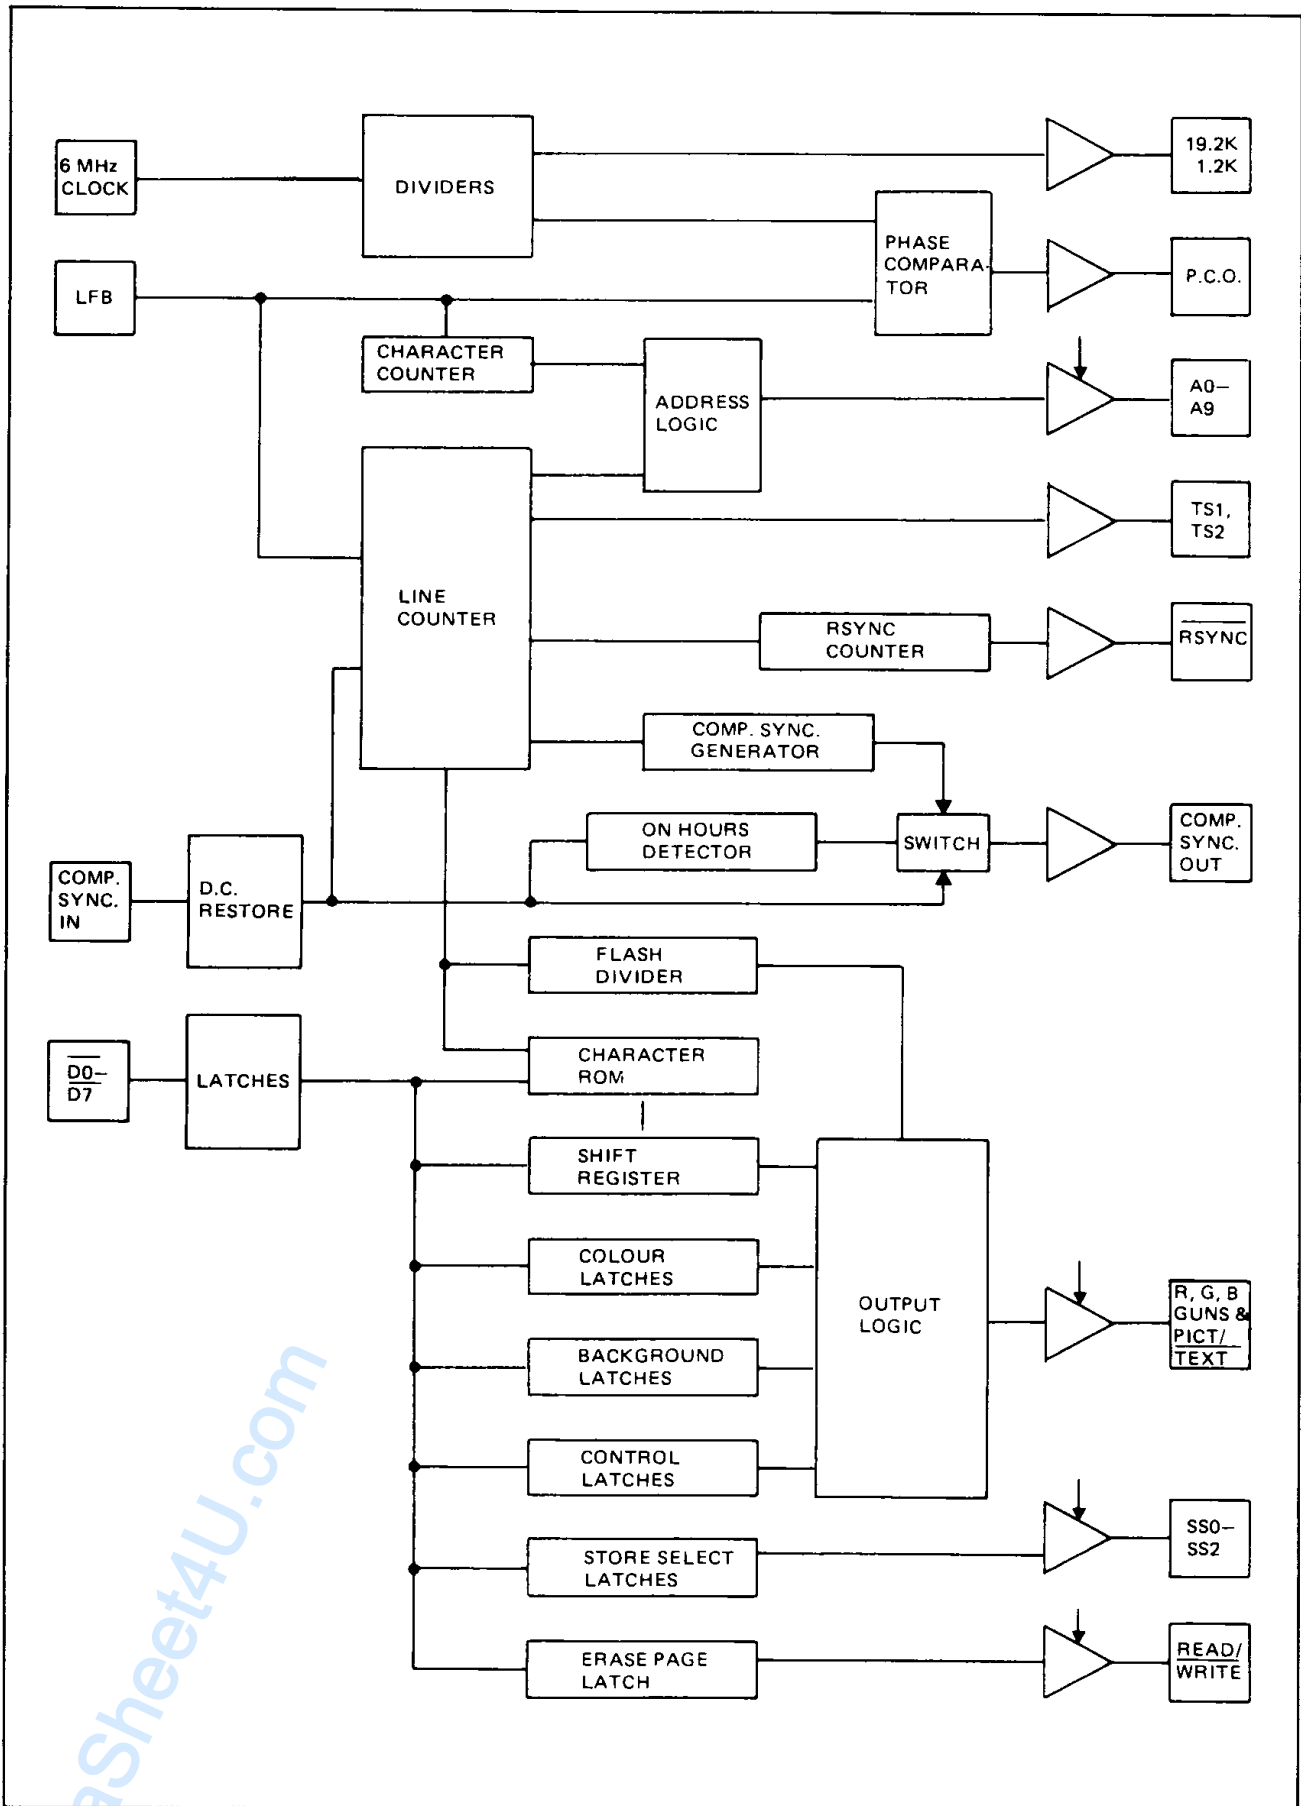 6 MHz
CLOCK
DIVIDERS
19.2K
1.2K
PHASE
COMPARA-
TOR
P.C.O.
LFB
CHARACTER
COUNTER
ADDRESS
LOGIC
A0–
A9
LINE
COUNTER
TS1,
TS2
RSYNC
COUNTER
RSYNC
COMP. SYNC.
GENERATOR
ON HOURS
DETECTOR
SWITCH
COMP.
SYNC.
OUT
COMP.
SYNC.
IN
D.C.
RESTORE
FLASH
DIVIDER
D0–
D7
LATCHES
CHARACTER
ROM
SHIFT
REGISTER
COLOUR
LATCHES
BACKGROUND
LATCHES
CONTROL
LATCHES
OUTPUT
LOGIC
R, G, B
GUNS &
PICT/
TEXT
STORE SELECT
LATCHES
SS0–
SS2
ERASE PAGE
LATCH
READ/
WRITE
aSheet4U.com